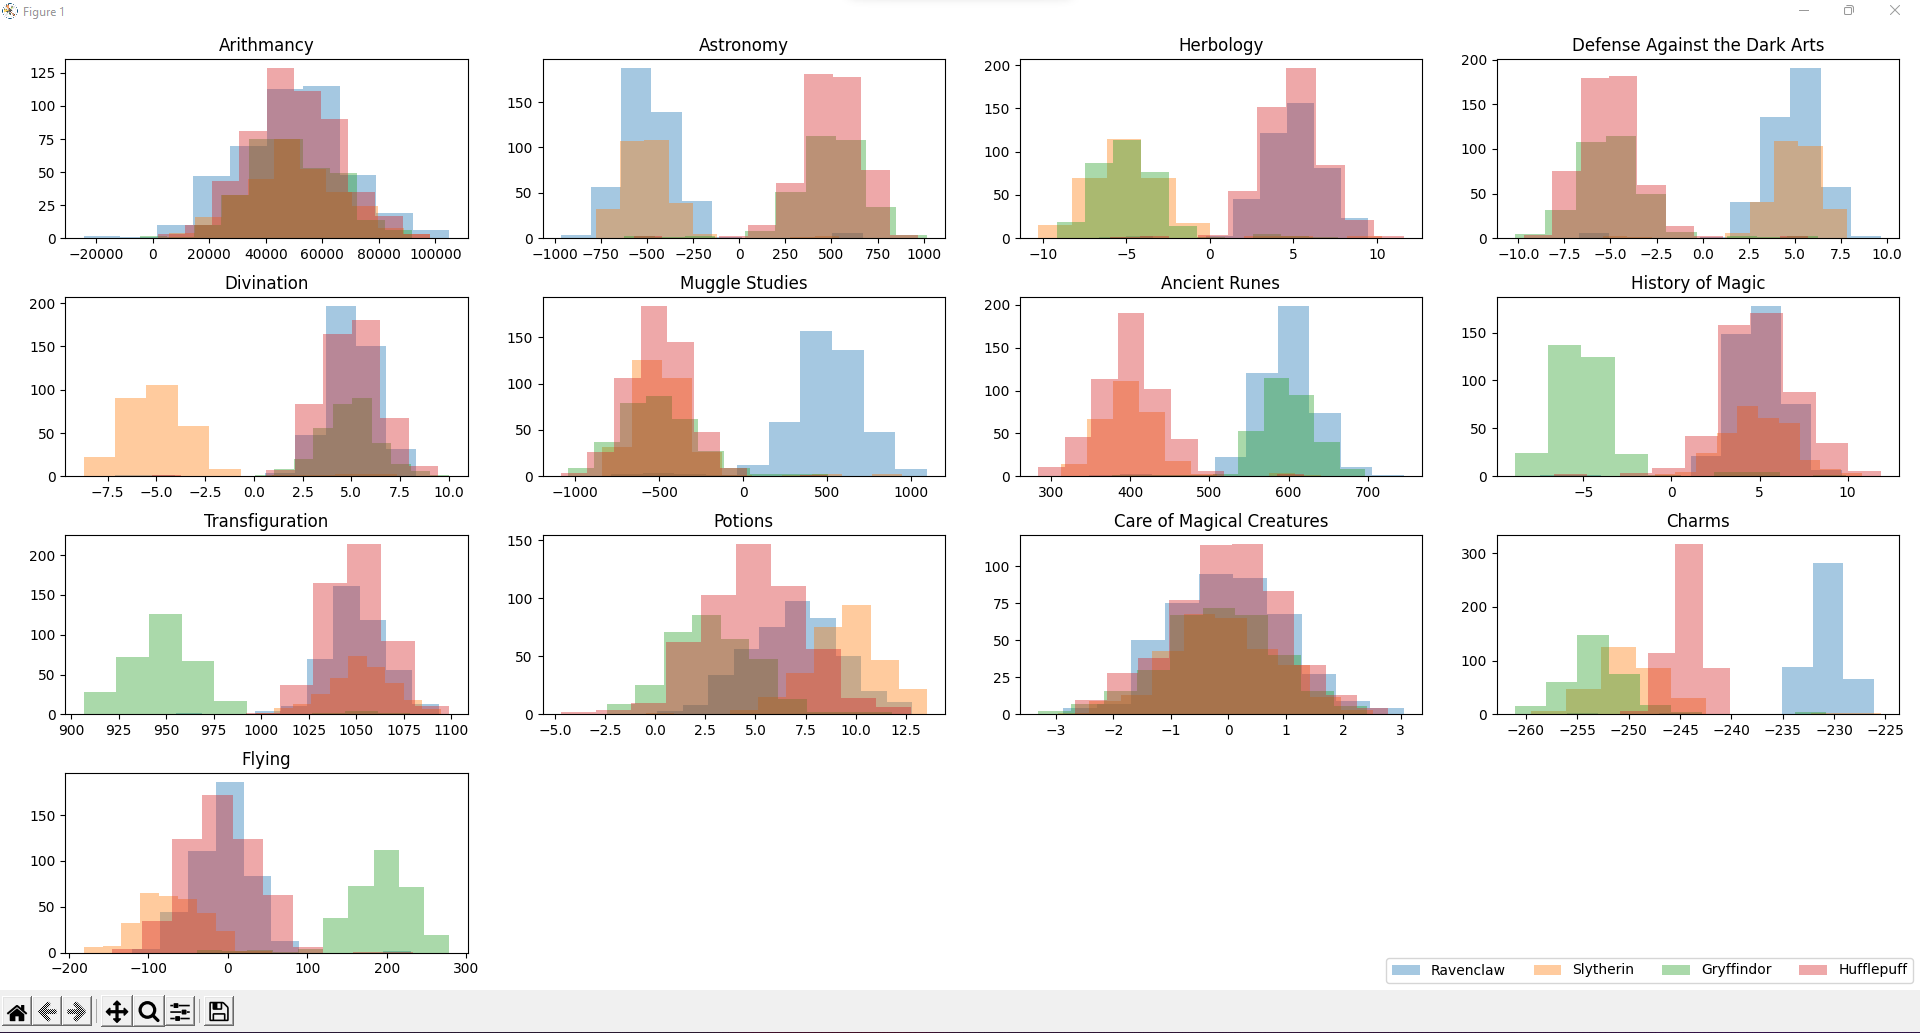 Figure 1
Arithmancy
125
100
75
50
25
0
−20000 0 20000 40000 60000 80000 100000
Astronomy
150
100
50
0
−1000 −750 −500 −250 0 250 500 750 1000
Herbology
200
150
100
50
0
−10 −5 0 5 10
Defense Against the Dark Arts
200
150
100
50
0
−10.0 −7.5 −5.0 −2.5 0.0 2.5 5.0 7.5 10.0
Divination
200
150
100
50
0
−7.5 −5.0 −2.5 0.0 2.5 5.0 7.5 10.0
Muggle Studies
150
100
50
0
−1000 −500 0 500 1000
Ancient Runes
200
150
100
50
0
300 400 500 600 700
History of Magic
150
100
50
0
−5 0 5 10
Transfiguration
200
150
100
50
0
900 925 950 975 1000 1025 1050 1075 1100
Potions
150
100
50
0
−5.0 −2.5 0.0 2.5 5.0 7.5 10.0 12.5
Care of Magical Creatures
100
75
50
25
0
−3 −2 −1 0 1 2 3
Charms
300
200
100
0
−260 −255 −250 −245 −240 −235 −230 −225
Flying
150
100
50
0
−200 −100 0 100 200 300
Ravenclaw Slytherin Gryffindor Hufflepuff